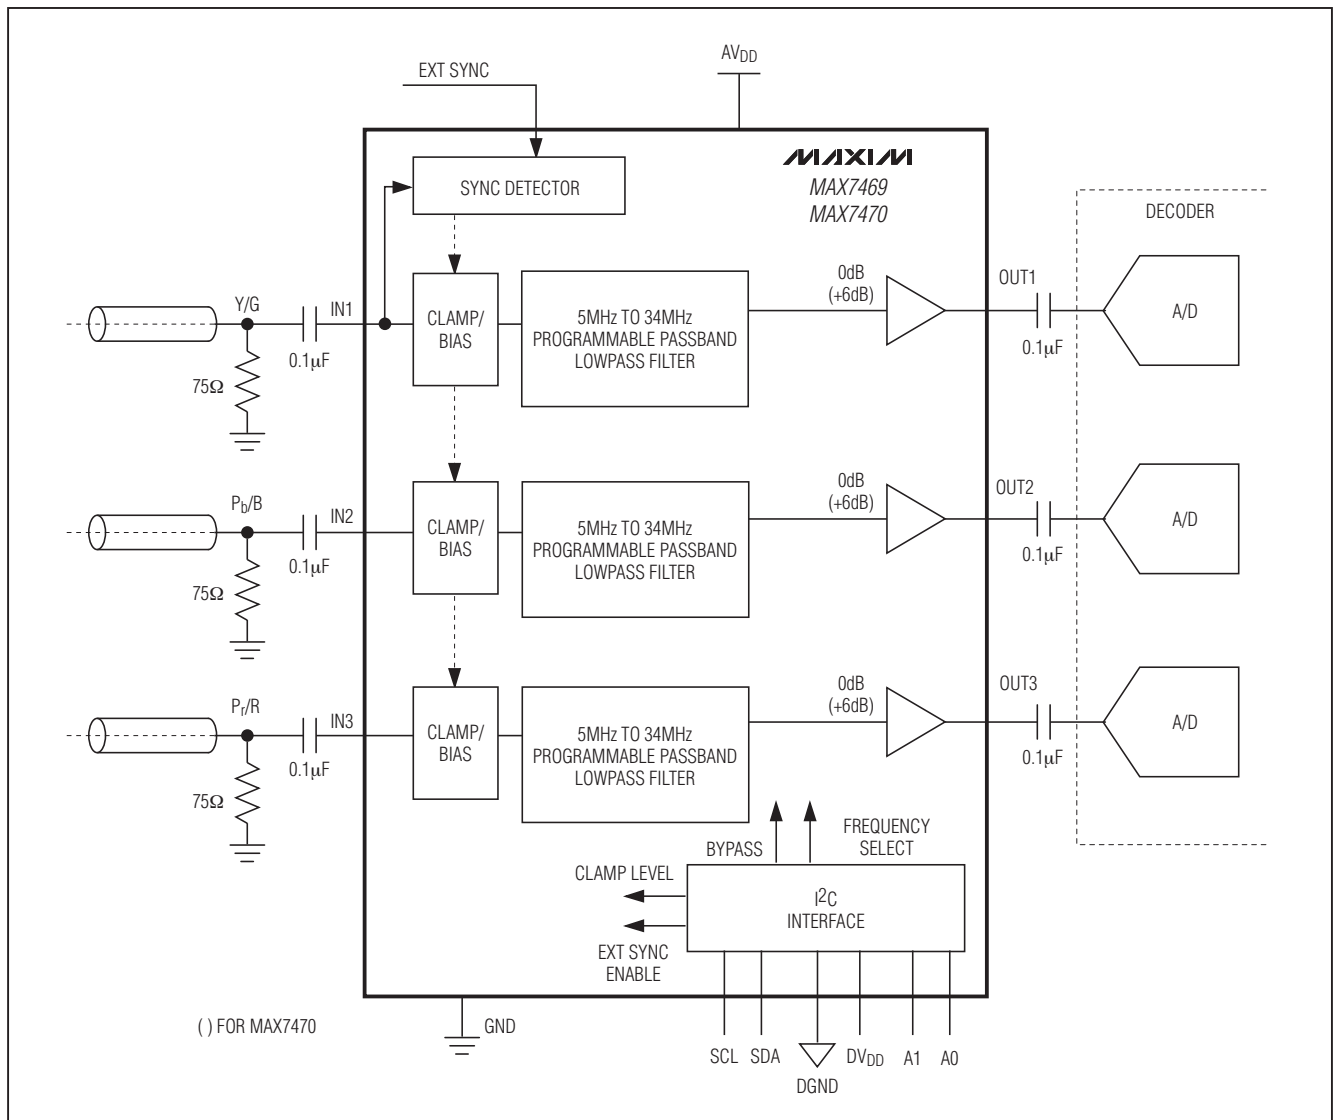 AVDD
EXT SYNC
MAXIM
SYNC DETECTOR
MAX7469
MAX7470
DECODER
Y/G
IN1
0.1µF
75Ω
CLAMP/
BIAS
5MHz TO 34MHz
PROGRAMMABLE PASSBAND
LOWPASS FILTER
0dB
(+6dB)
OUT1
0.1µF
A/D
Pb/B
IN2
0.1µF
75Ω
CLAMP/
BIAS
5MHz TO 34MHz
PROGRAMMABLE PASSBAND
LOWPASS FILTER
0dB
(+6dB)
OUT2
0.1µF
A/D
Pr/R
IN3
0.1µF
75Ω
CLAMP/
BIAS
5MHz TO 34MHz
PROGRAMMABLE PASSBAND
LOWPASS FILTER
0dB
(+6dB)
OUT3
0.1µF
A/D
BYPASS
FREQUENCY
SELECT
CLAMP LEVEL
I2C
INTERFACE
EXT SYNC
ENABLE
( ) FOR MAX7470
GND
SCL
SDA
DGND
DVDD
A1
A0